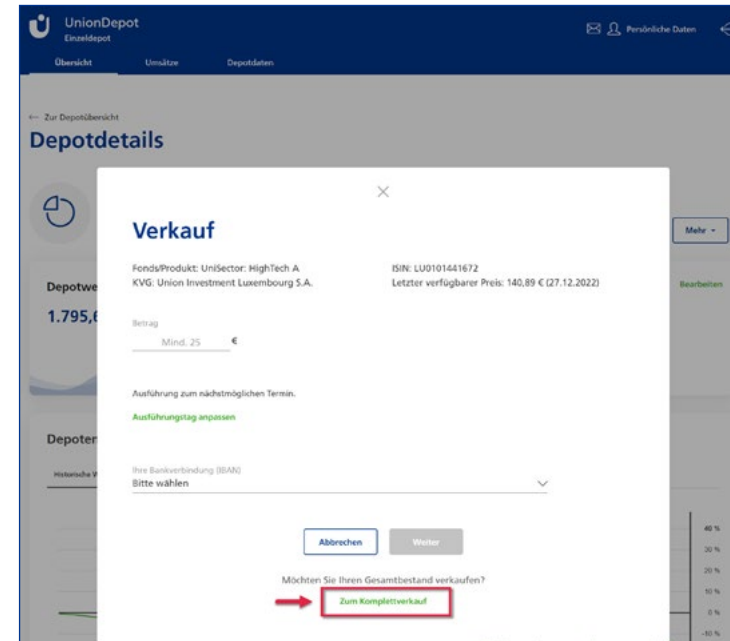 UnionDepot
Einzeldepot
Persönliche Daten
Übersicht Umsätze Depotdaten
← Zur Depotübersicht
Depotdetails
Mehr
Verkauf
Fonds/Produkt: UniSector: HighTech A
KVG: Union Investment Luxembourg S.A.
ISIN: LU0101441672
Letzter verfügbarer Preis: 140,89 € (27.12.2022)
Depotwe
1.795,6
Bearbeiten
Betrag
Mind. 25 €
Ausführung zum nächstmöglichen Termin.
Ausführungstag anpassen
Depoter
Historische W
Ihre Bankverbindung (IBAN)
Bitte wählen
Abbrechen Weiter
Möchten Sie Ihren Gesamtbestand verkaufen?
Zum Komplettverkauf
40 %
30 %
20 %
10 %
0 %
-10 %